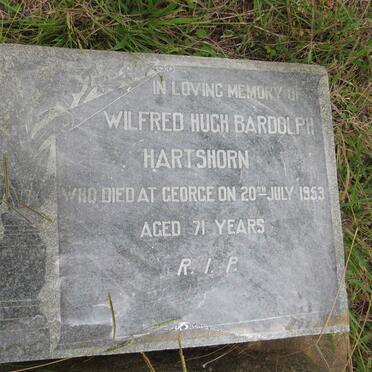 IN LOVING MEMORY OF
WILFRED HUGH BARDOLPH
HARTSHORN
WHO DIED AT GEORGE ON 20TH JULY 1953
AGED 71 YEARS
R. I. P.